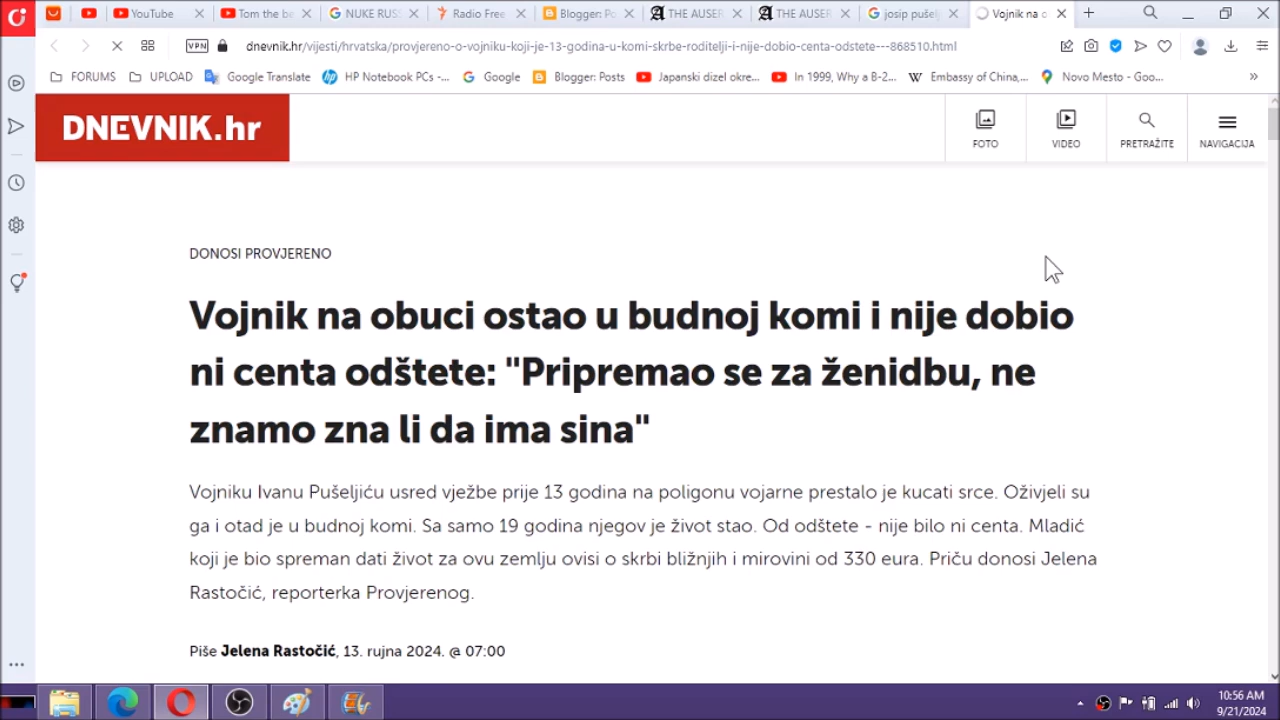 YouTube
Tom the be
NUKE RUSS
Radio Free
Blogger: Po
THE AUSER
THE AUSER
josip pušelj
Vojnik na o
VPN
dnevnik.hr/vijesti/hrvatska/provjereno-o-vojniku-koji-je-13-godina-u-komi-skrbe-roditelji-i-nije-dobio-centa-odstete---868510.html
FORUMS
UPLOAD
Google Translate
HP Notebook PCs -...
Google
Blogger: Posts
Japanski dizel okre...
In 1999, Why a B-2...
Embassy of China,...
Novo Mesto - Goo...
DNEVNIK.hr
FOTO
VIDEO
PRETRAŽITE
NAVIGACIJA
DONOSI PROVJERENO
Vojnik na obuci ostao u budnoj komi i nije dobio
ni centa odštete: "Pripremao se za ženidbu, ne
znamo zna li da ima sina"
Vojniku Ivanu Pušeljiću usred vježbe prije 13 godina na poligonu vojarne prestalo je kucati srce. Oživjeli su
ga i otad je u budnoj komi. Sa samo 19 godina njegov je život stao. Od odštete - nije bilo ni centa. Mladić
koji je bio spreman dati život za ovu zemlju ovisi o skrbi bližnjih i mirovini od 330 eura. Priču donosi Jelena
Rastočić, reporterka Provjerenog.
Piše Jelena Rastočić, 13. rujna 2024. @ 07:00
10:56 AM
9/21/2024